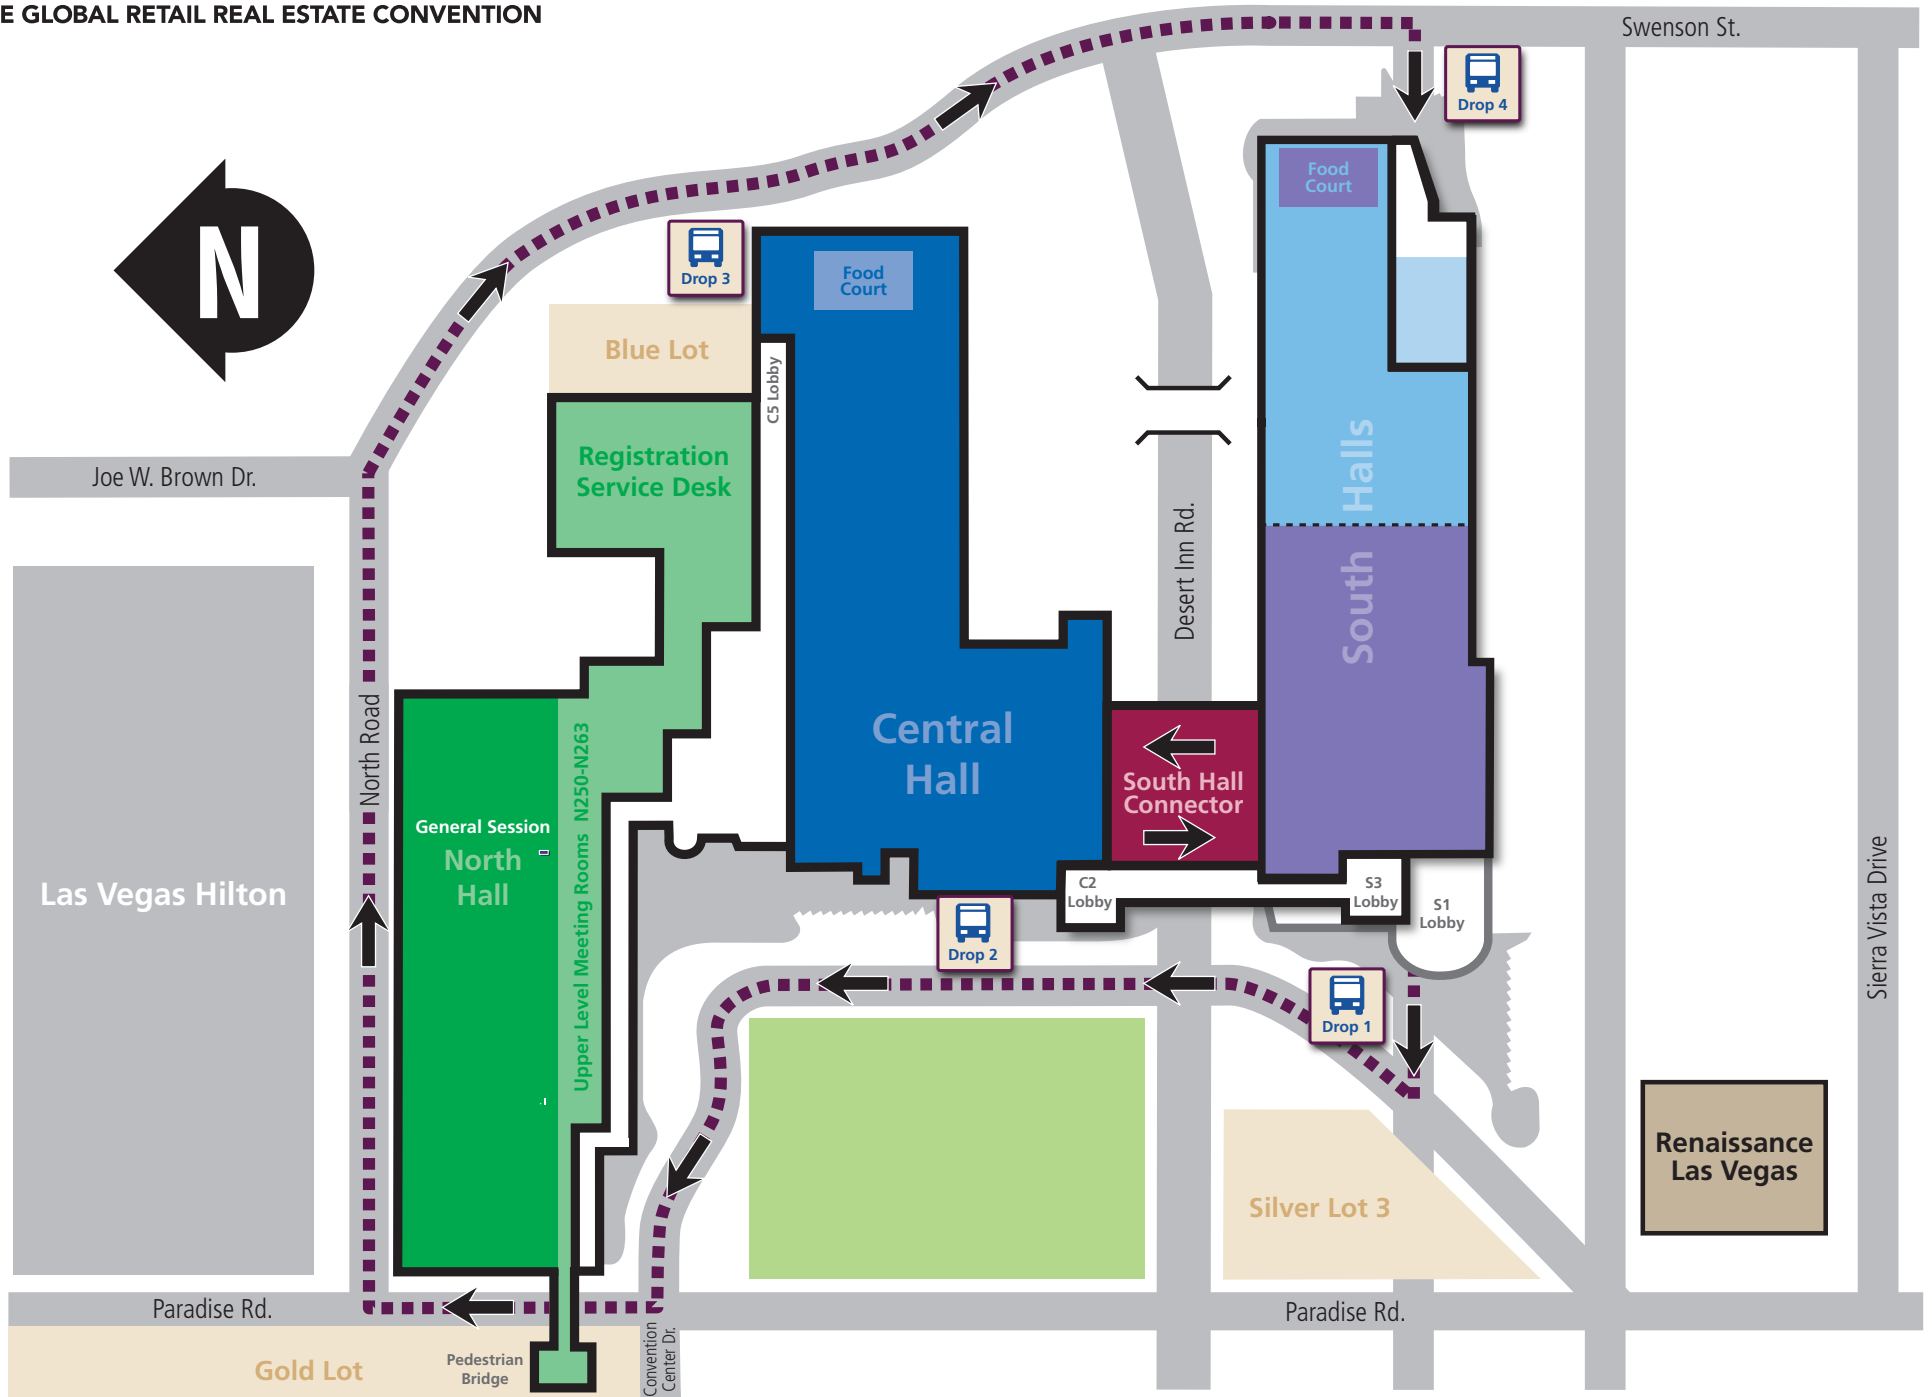 E GLOBAL RETAIL REAL ESTATE CONVENTION
Swenson St.
Drop 4
N
Food
Court
Drop 3
Food
Court
Blue Lot
C5 Lobby
Registration
Service Desk
Joe W. Brown Dr.
Desert Inn Rd.
South Halls
North Road
Upper Level Meeting Rooms N250-N263
Central
Hall
South Hall
Connector
General Session
North
Hall
Las Vegas Hilton
C2
Lobby
S3
Lobby
S1
Lobby
Sierra Vista Drive
Drop 2
Drop 1
Renaissance
Las Vegas
Silver Lot 3
Paradise Rd.
Paradise Rd.
Gold Lot
Pedestrian
Bridge
Convention
Center Dr.